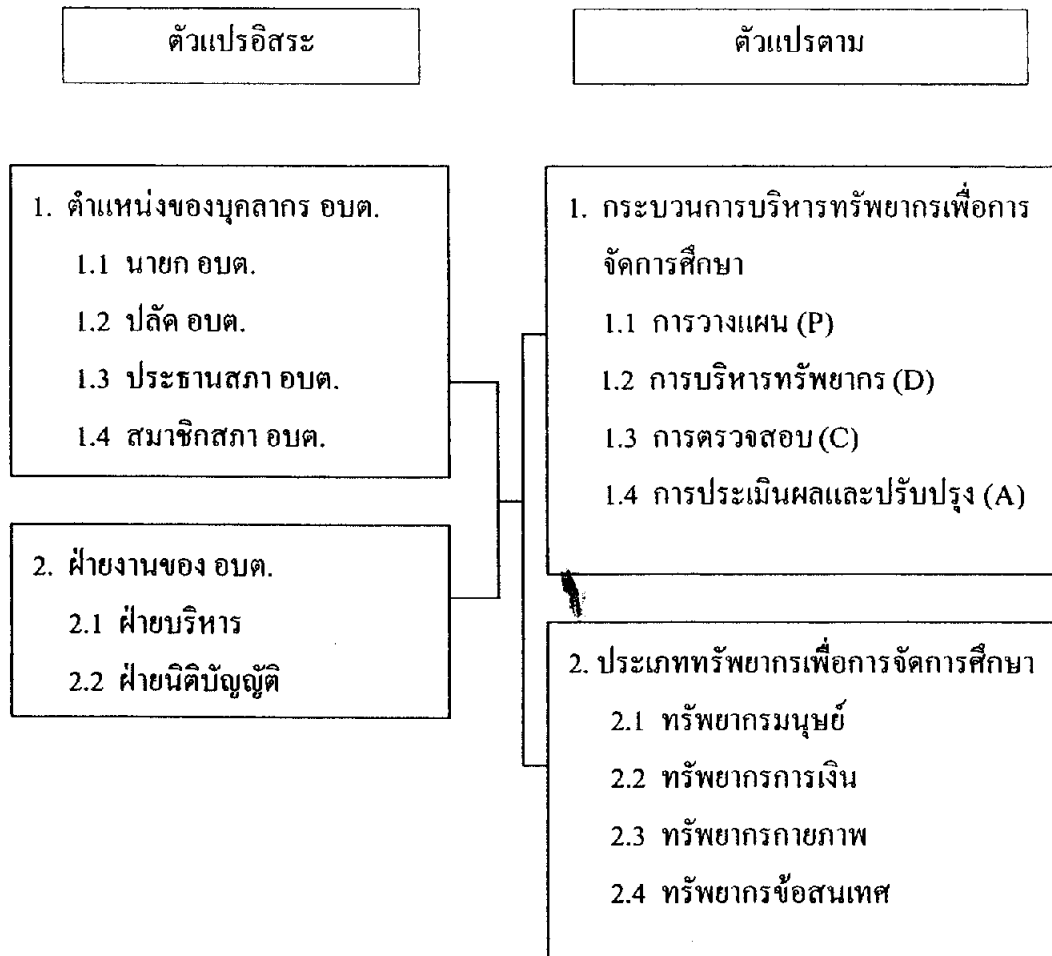 ตัวแปรอิสระ
ตัวแปรตาม
1. ตำแหน่งของบุคลากร อบต.
1.1 นายก อบต.
1.2 ปลัด อบต.
1.3 ประธานสภา อบต.
1.4 สมาชิกสภา อบต.
2. ฝ่ายงานของ อบต.
2.1 ฝ่ายบริหาร
2.2 ฝ่ายนิติบัญญัติ
1. กระบวนการบริหารทรัพยากรเพื่อการ
จัดการศึกษา
1.1 การวางแผน (P)
1.2 การบริหารทรัพยากร (D)
1.3 การตรวจสอบ (C)
1.4 การประเมินผลและปรับปรุง (A)
2. ประเภททรัพยากรเพื่อการจัดการศึกษา
2.1 ทรัพยากรมนุษย์
2.2 ทรัพยากรการเงิน
2.3 ทรัพยากรกายภาพ
2.4 ทรัพยากรข้อสนเทศ